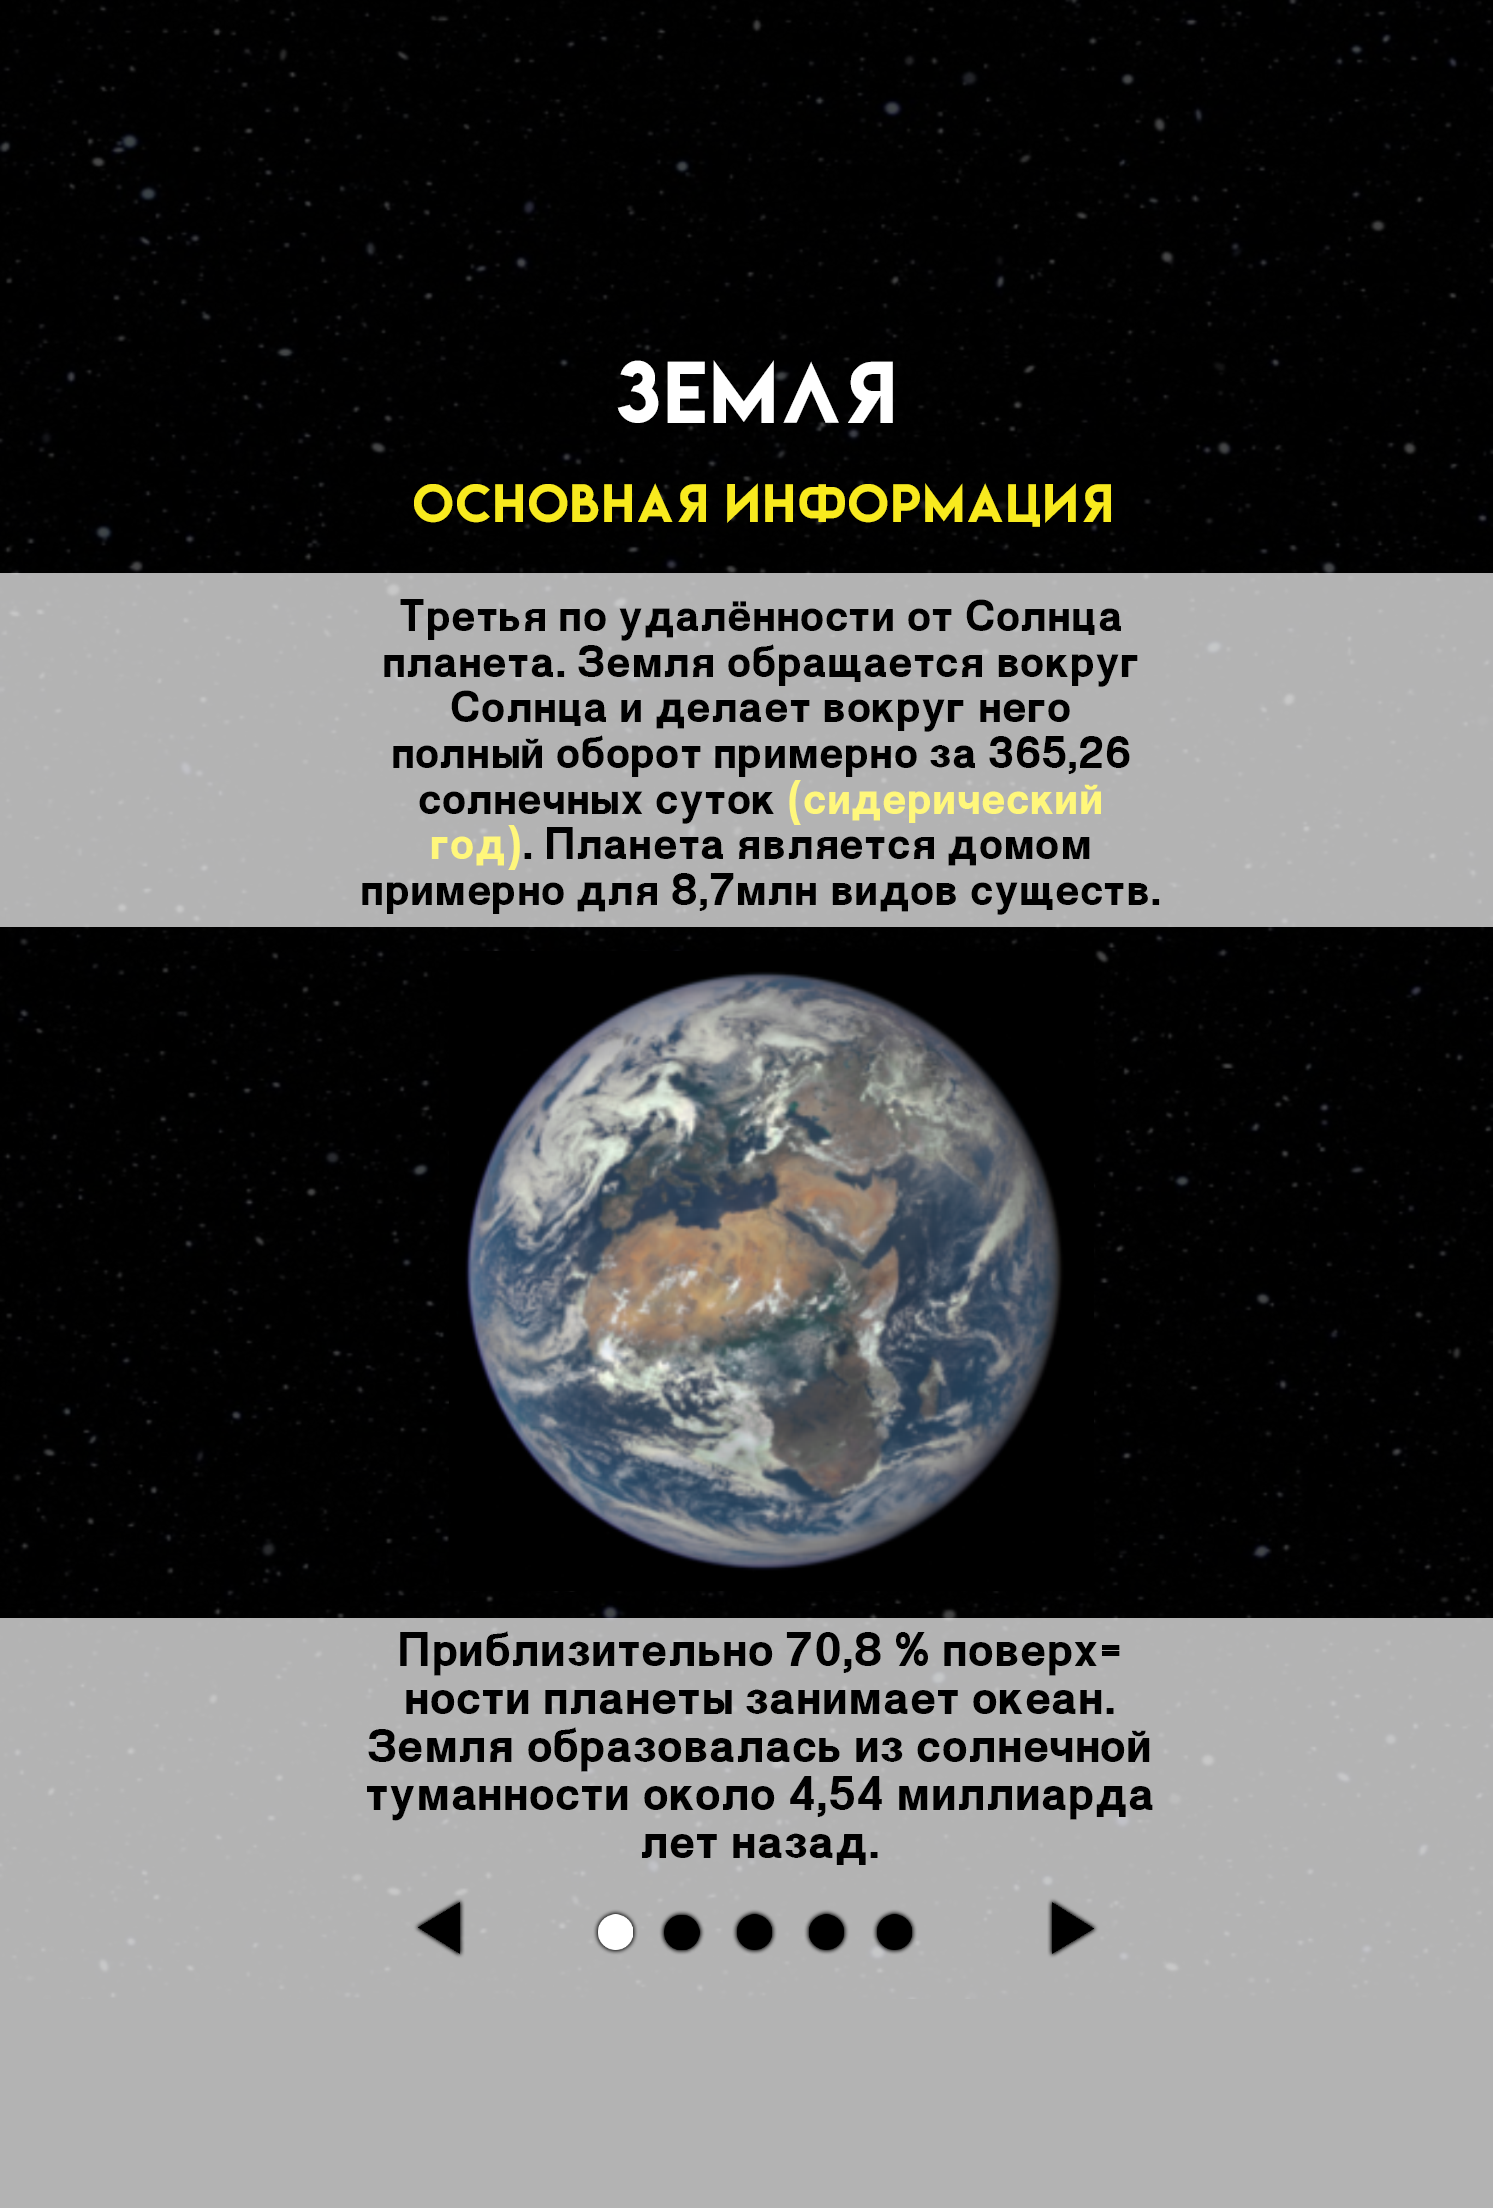 ЗЕМЛЯ
ОСНОВНАЯ ИНФОРМАЦИЯ
Третья по удалённости от Солнца
планета. Земля обращается вокруг
Солнца и делает вокруг него
полный оборот примерно за 365,26
солнечных суток (сидерический
год). Планета является домом
примерно для 8,7млн видов существ.
Приблизительно 70,8 % поверх=
ности планеты занимает океан.
Земля образовалась из солнечной
туманности около 4,54 миллиарда
лет назад.